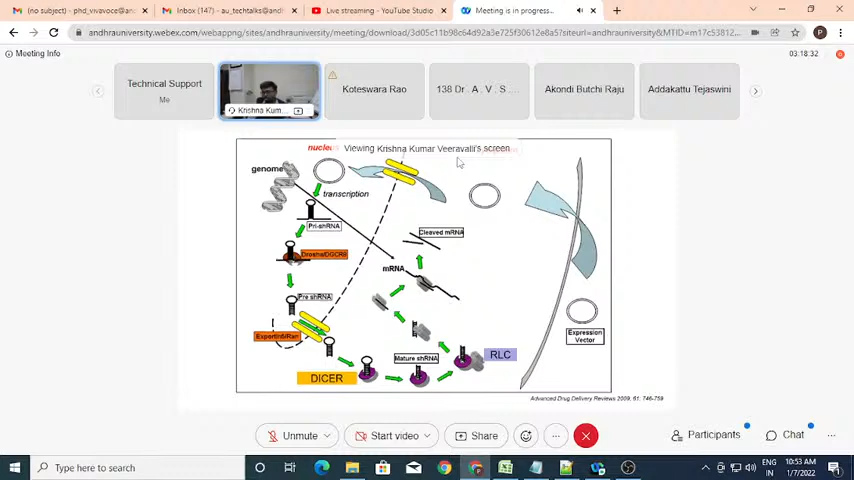 (no subject) - phd_vivavoce@and
Inbox (147) - au_techtalks@andh
Live streaming - YouTube Studio
Meeting is in progress...
andhrauniversity.webex.com/webappng/sites/andhrauniversity/meeting/download/3d05c11b98c64d92a3e725f30612e8a5?siteurl=andhrauniversity&MTID=m17c53812...
Meeting Info
03:18:32
Technical Support
Me
Krishna Kum...
Koteswara Rao
138 Dr . A . V . S ....
Akondi Butchi Raju
Addakattu Tejaswini
nucleus
Viewing Krishna Kumar Veeravalli's screen
genome
transcription
Pri-shRNA
Cleaved mRNA
Drosha/DGCR8
mRNA
Pre shRNA
Exportin5/Ran
Expression
Vector
Mature shRNA
RLC
DICER
Advanced Drug Delivery Reviews 2009, 61: 746-759
Unmute
Start video
Share
Participants
Chat
Type here to search
ENG
IN
10:53 AM
1/7/2022